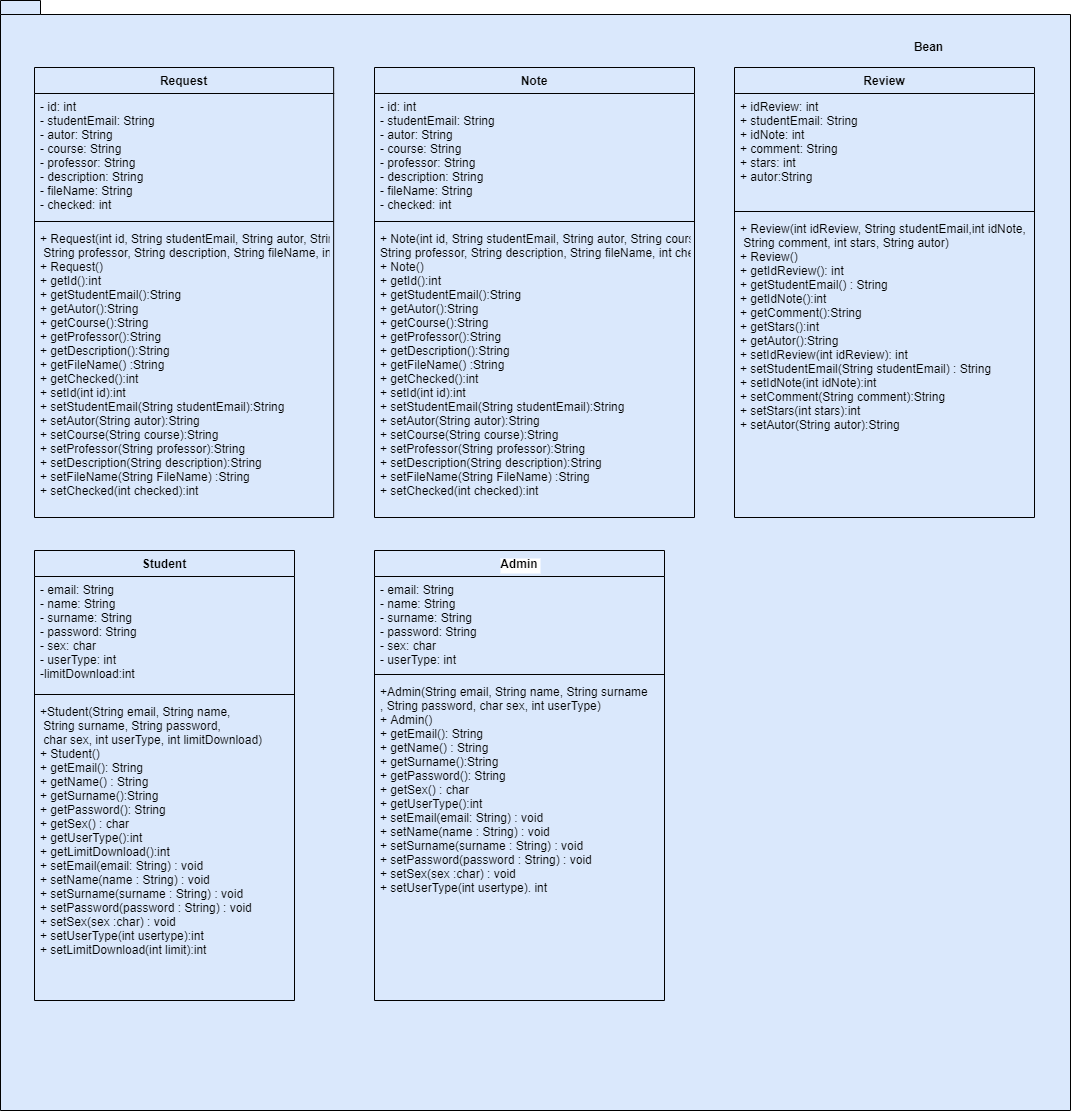 Bean
Request
- id: int
- studentEmail: String
- autor: String
- course: String
- professor: String
- description: String
- fileName: String
- checked: int
+ Request(int id, String studentEmail, String autor,
String professor, String description, String fileName,
+ Request()
+ getId():int
+ getStudentEmail():String
+ getAutor():String
+ getCourse():String
+ getProfessor():String
+ getDescription():String
+ getFileName() :String
+ getChecked():int
+ setId(int id):int
+ setStudentEmail(String studentEmail):String
+ setAutor(String autor):String
+ setCourse(String course):String
+ setProfessor(String professor):String
+ setDescription(String description):String
+ setFileName(String FileName) :String
+ setChecked(int checked):int
Note
- id: int
- studentEmail: String
- autor: String
- course: String
- professor: String
- description: String
- fileName: String
- checked: int
+ Note(int id, String studentEmail, String autor, String
String professor, String description, String fileName, int
+ Note()
+ getId():int
+ getStudentEmail():String
+ getAutor():String
+ getCourse():String
+ getProfessor():String
+ getDescription():String
+ getFileName() :String
+ getChecked():int
+ setId(int id):int
+ setStudentEmail(String studentEmail):String
+ setAutor(String autor):String
+ setCourse(String course):String
+ setProfessor(String professor):String
+ setDescription(String description):String
+ setFileName(String FileName) :String
+ setChecked(int checked):int
Review
+ idReview: int
+ studentEmail: String
+ idNote: int
+ comment: String
+ stars: int
+ autor:String
+ Review(int idReview, String studentEmail,int idNote,
String comment, int stars, String autor)
+ Review()
+ getIdReview(): int
+ getStudentEmail() : String
+ getIdNote():int
+ getComment():String
+ getStars():int
+ getAutor():String
+ setIdReview(int idReview): int
+ setStudentEmail(String studentEmail) : String
+ setIdNote(int idNote):int
+ setComment(String comment):String
+ setStars(int stars):int
+ setAutor(String autor):String
Student
- email: String
- name: String
- surname: String
- password: String
- sex: char
- userType: int
-limitDownload:int
+Student(String email, String name,
String surname, String password,
char sex, int userType, int limitDownload)
+ Student()
+ getEmail(): String
+ getName() : String
+ getSurname():String
+ getPassword(): String
+ getSex() : char
+ getUserType():int
+ getLimitDownload():int
+ setEmail(email: String) : void
+ setName(name : String) : void
+ setSurname(surname : String) : void
+ setPassword(password : String) : void
+ setSex(sex :char) : void
+ setUserType(int usertype):int
+ setLimitDownload(int limit):int
Admin
- email: String
- name: String
- surname: String
- password: String
- sex: char
- userType: int
+Admin(String email, String name, String surname
, String password, char sex, int userType)
+ Admin()
+ getEmail(): String
+ getName() : String
+ getSurname():String
+ getPassword(): String
+ getSex() : char
+ getUserType():int
+ setEmail(email: String) : void
+ setName(name : String) : void
+ setSurname(surname : String) : void
+ setPassword(password : String) : void
+ setSex(sex :char) : void
+ setUserType(int usertype). int